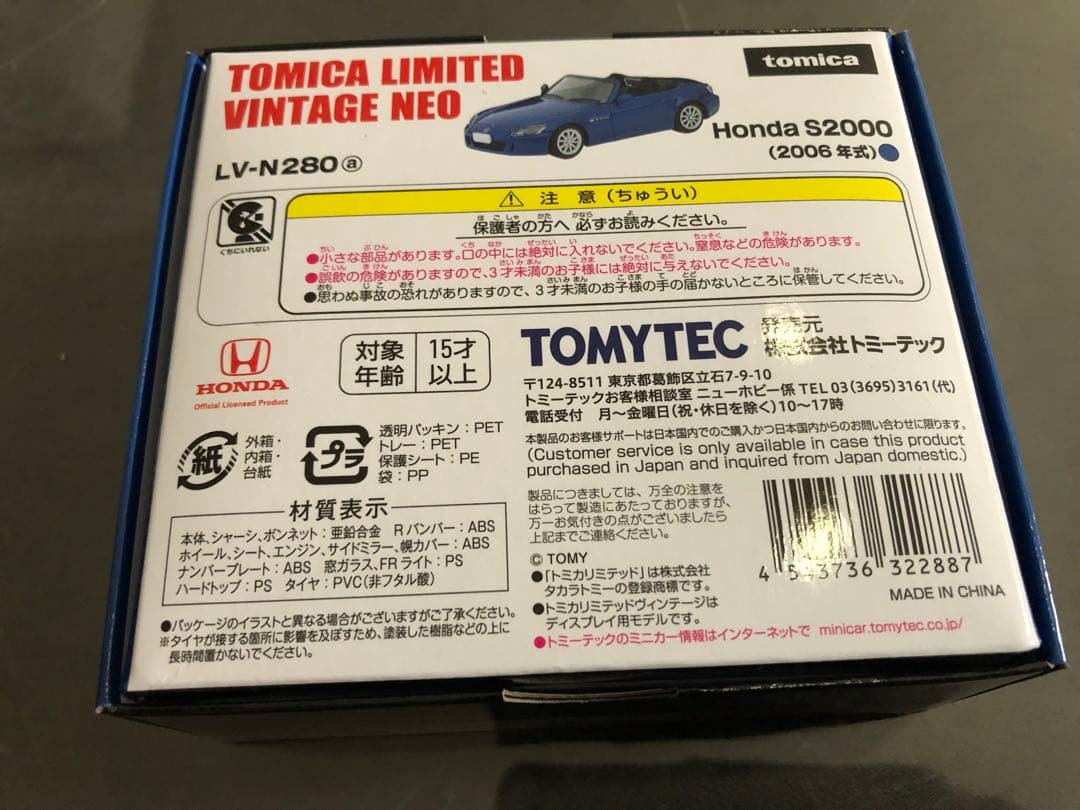 TOMICA LIMITED
VINTAGE NEO
tomica
Honda S2000
(2006年式)
LV-N280ⓐ
くちにいれない
⚠ 注 意 (ちゅうい)
保護者の方へ 必ずお読みください。
●小さな部品があります。口の中には絶対に入れないでください。窒息などの危険があります。
●誤飲の危険がありますので、3才未満のお子様には絶対に与えないでください。
●思わぬ事故の恐れがありますので、3才未満のお子様の手の届かないところに保管してください。
HONDA
Official Licensed Product
対象
年齢
15才
以上
TOMYTEC
発売元
株式会社トミーテック
〒124-8511 東京都葛飾区立石7-9-10
トミーテックお客様相談室 ニューホビー係 TEL 03(3695)3161(代)
電話受付 月〜金曜日(祝・休日を除く)10〜17時
本製品のお客様サポートは日本国内でのご購入かつ日本国内からのお問い合わせに限ります。
(Customer service is only available in case this product
purchased in Japan and inquired from Japan domestic.)
紙
外箱・
内箱・
台紙
プラ
透明パッキン:PET
トレー:PET
保護シート:PE
袋:PP
材質表示
本体、シャーシ、ボンネット:亜鉛合金 Rバンパー:ABS
ホイール、シート、エンジン、サイドミラー、幌カバー:ABS
ナンバープレート:ABS 窓ガラス、FRライト:PS
ハードトップ:PS タイヤ:PVC(非フタル酸)
●パッケージのイラストと異なる場合がございますがご了承ください。
※タイヤが接する箇所に影響を及ぼすため、塗装した樹脂などの上に
長時間置かないでください。
製品につきましては、万全の注意を
はらって製造にあたっておりますが、
万一お気付きの点がございましたら
上記までご連絡ください。
© TOMY
●「トミカリミテッド」は株式会社
タカラトミーの登録商標です。
●トミカリミテッドヴィンテージは
ディスプレイ用モデルです。
●トミーテックのミニカー情報はインターネットで minicar.tomytec.co.jp/
4 543736 322887
MADE IN CHINA